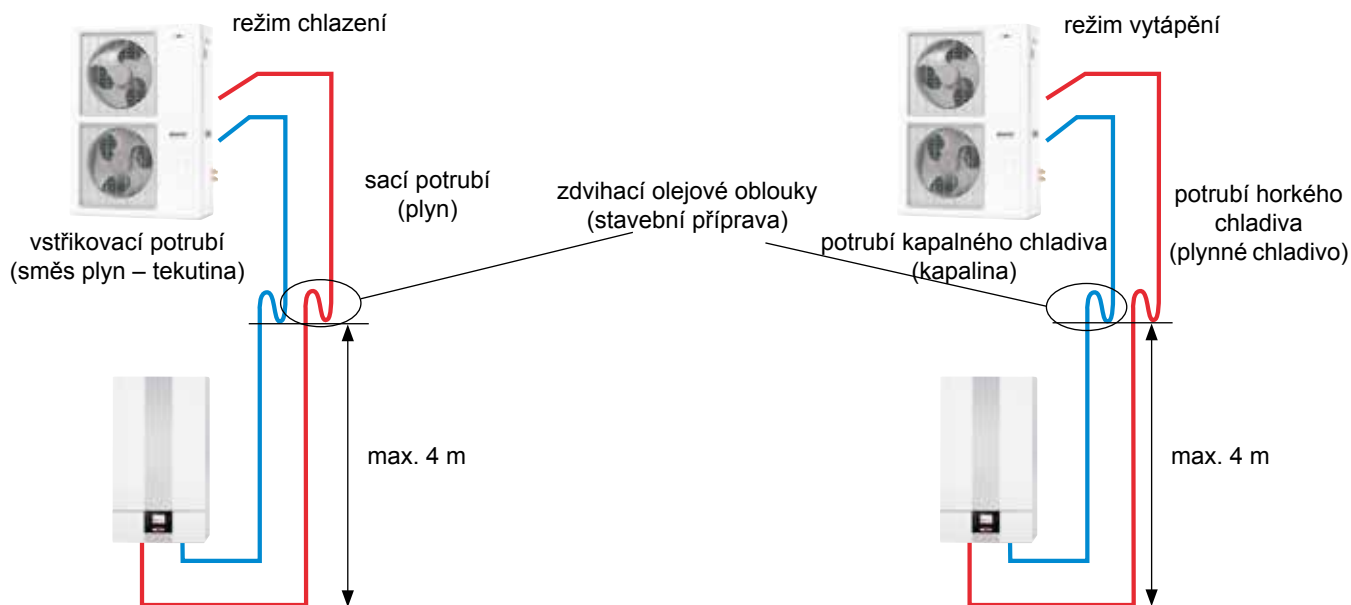 režim chlazení
sací potrubí
(plyn)
vstřikovací potrubí
(směs plyn – tekutina)
max. 4 m
zdvihací olejové oblouky
(stavební příprava)
režim vytápění
potrubí kapalného chladiva
(kapalina)
potrubí horkého
chladiva
(plynné chladivo)
max. 4 m